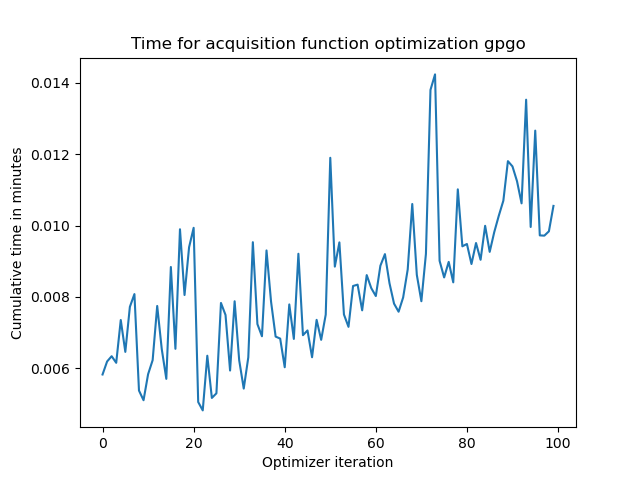 Time for acquisition function optimization gpgo
0.014
0.012
0.010
0.008
0.006
Cumulative time in minutes
0 20 40 60 80 100
Optimizer iteration